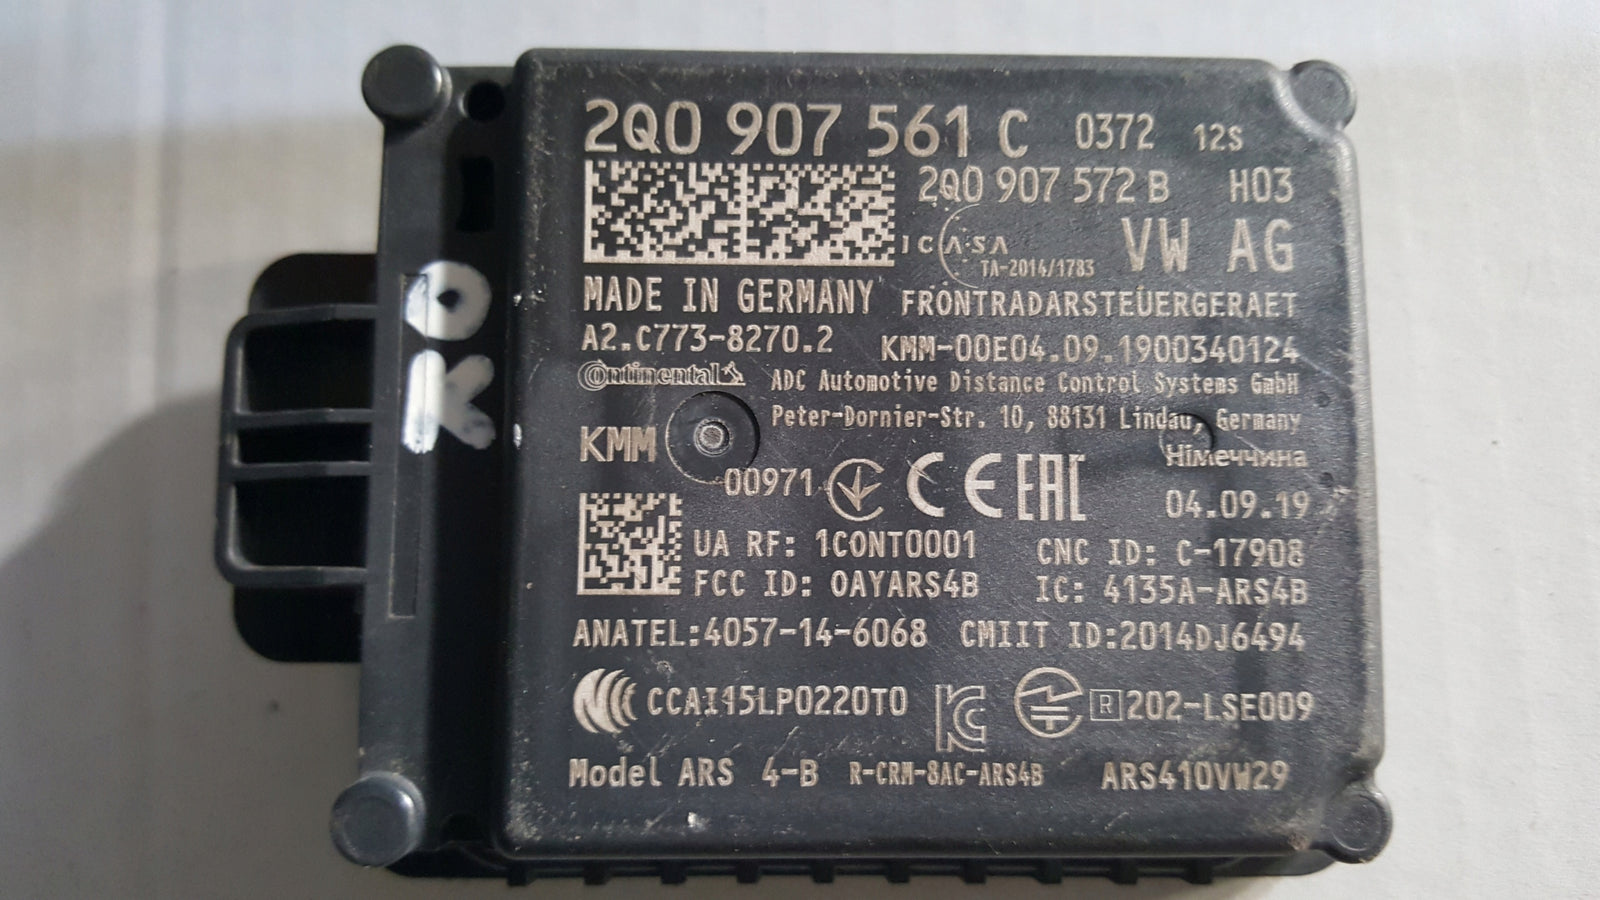 2Q0 907 561 C 0372 12S
2Q0 907 572 B H03
ICASA TA-2014/1783 VW AG
MADE IN GERMANY FRONTRADARSTEUERGERAET
A2.C773-8270.2 KMM-00E04.09.1900340124
Continental ADC Automotive Distance Control Systems GmbH
Peter-Dornier-Str. 10, 88131 Lindau, Germany
KMM Німеччина
00971 CE EAC 04.09.19
UA RF: 1CONT0001 CNC ID: C-17908
FCC ID: OAYARS4B IC: 4135A-ARS4B
ANATEL:4057-14-6068 CMIIT ID:2014DJ6494
CCAI15LP0220T0 KC R 202-LSE009
Model ARS 4-B R-CRM-8AC-ARS4B ARS410VW29
OK